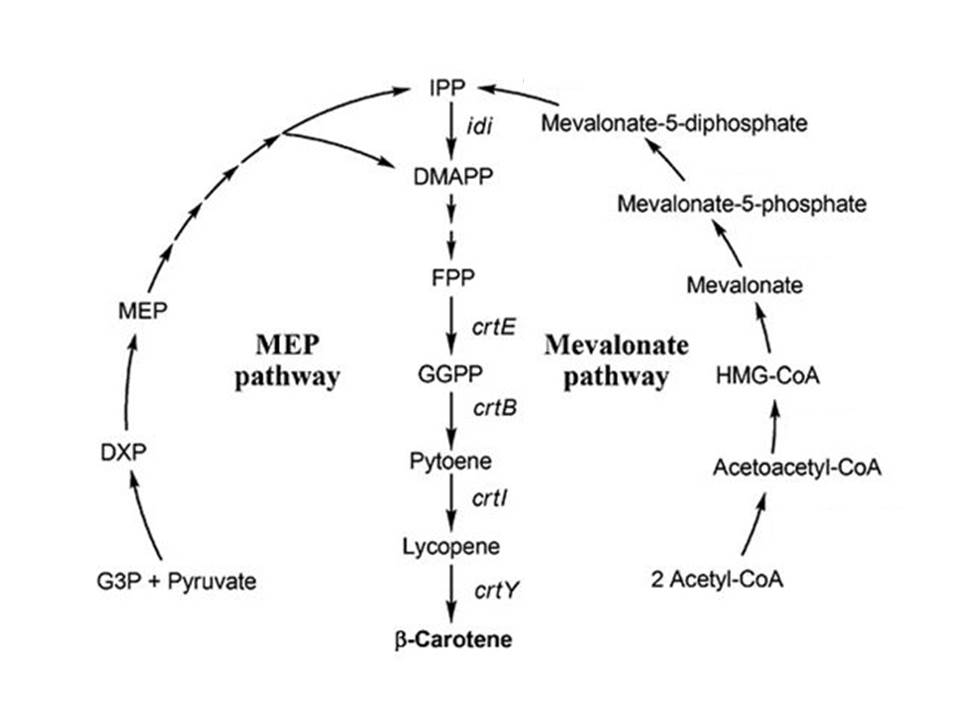 IPP
idi
Mevalonate-5-diphosphate
DMAPP
Mevalonate-5-phosphate
FPP
Mevalonate
MEP
crtE
MEP
pathway
Mevalonate
pathway
GGPP
HMG-CoA
crtB
DXP
Pytoene
Acetoacetyl-CoA
crtI
Lycopene
G3P + Pyruvate
crtY
2 Acetyl-CoA
β-Carotene